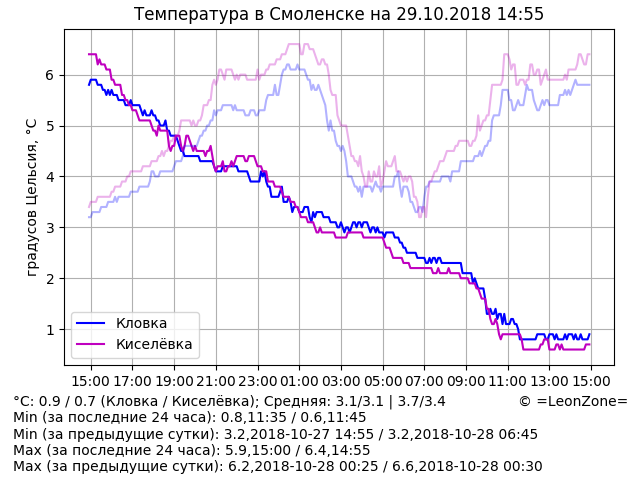 Температура в Смоленске на 29.10.2018 14:55
градусов Цельсия, °C
6
5
4
3
2
1
Кловка
Киселёвка
15:00 17:00 19:00 21:00 23:00 01:00 03:00 05:00 07:00 09:00 11:00 13:00 15:00
°C: 0.9 / 0.7 (Кловка / Киселёвка); Средняя: 3.1/3.1 | 3.7/3.4 © =LeonZone=
Min (за последние 24 часа): 0.8,11:35 / 0.6,11:45
Min (за предыдущие сутки): 3.2,2018-10-27 14:55 / 3.2,2018-10-28 06:45
Max (за последние 24 часа): 5.9,15:00 / 6.4,14:55
Max (за предыдущие сутки): 6.2,2018-10-28 00:25 / 6.6,2018-10-28 00:30